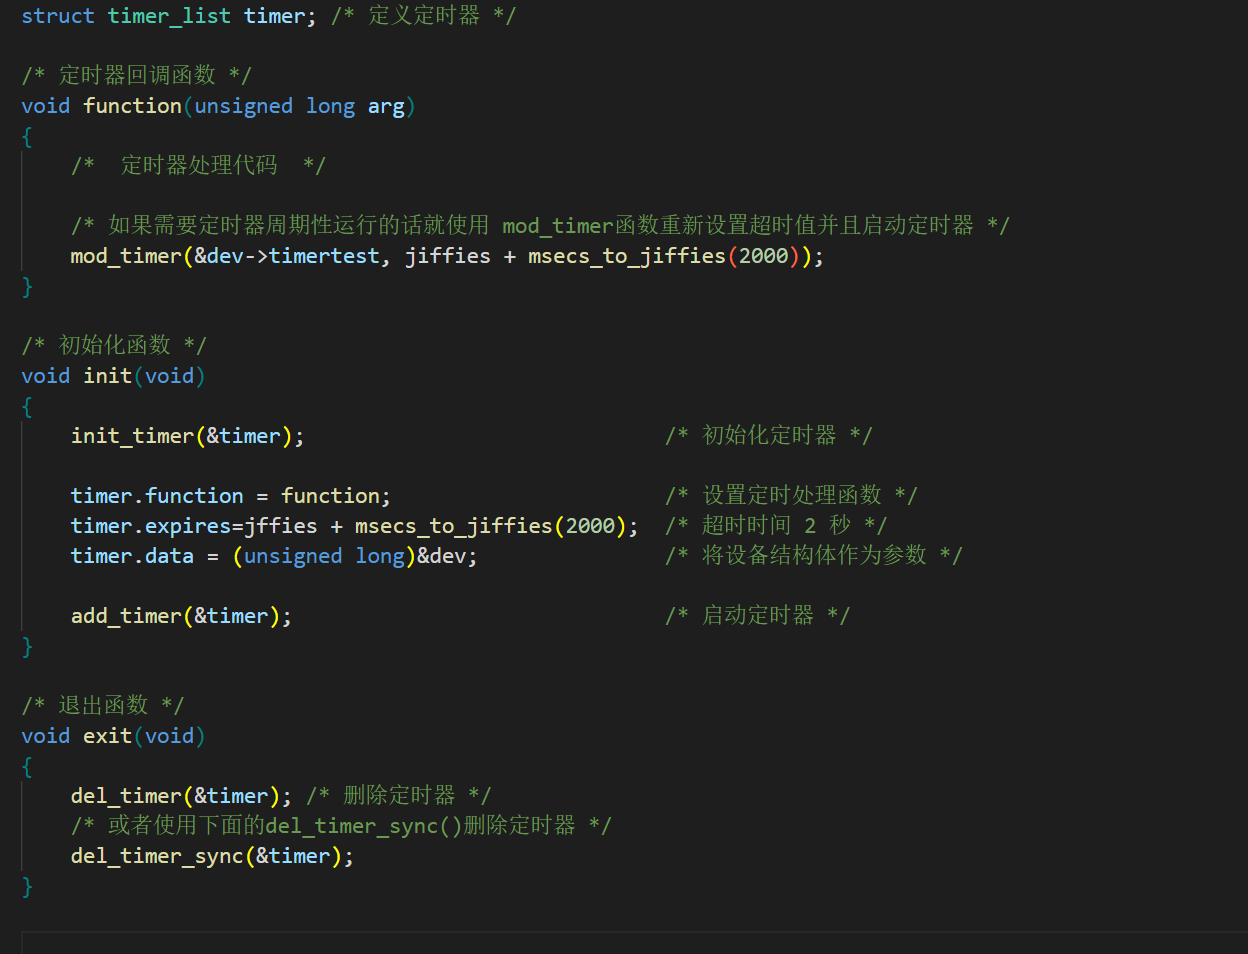 struct timer_list timer; /* 定义定时器 */
/* 定时器回调函数 */
void function(unsigned long arg)
{
/*  定时器处理代码  */
/* 如果需要定时器周期性运行的话就使用 mod_timer函数重新设置超时值并且启动定时器 */
mod_timer(&dev->timertest, jiffies + msecs_to_jiffies(2000));
}
/* 初始化函数 */
void init(void)
{
init_timer(&timer); /* 初始化定时器 */
timer.function = function; /* 设置定时处理函数 */
timer.expires=jffies + msecs_to_jiffies(2000); /* 超时时间 2 秒 */
timer.data = (unsigned long)&dev; /* 将设备结构体作为参数 */
add_timer(&timer); /* 启动定时器 */
}
/* 退出函数 */
void exit(void)
{
del_timer(&timer); /* 删除定时器 */
/* 或者使用下面的del_timer_sync()删除定时器 */
del_timer_sync(&timer);
}